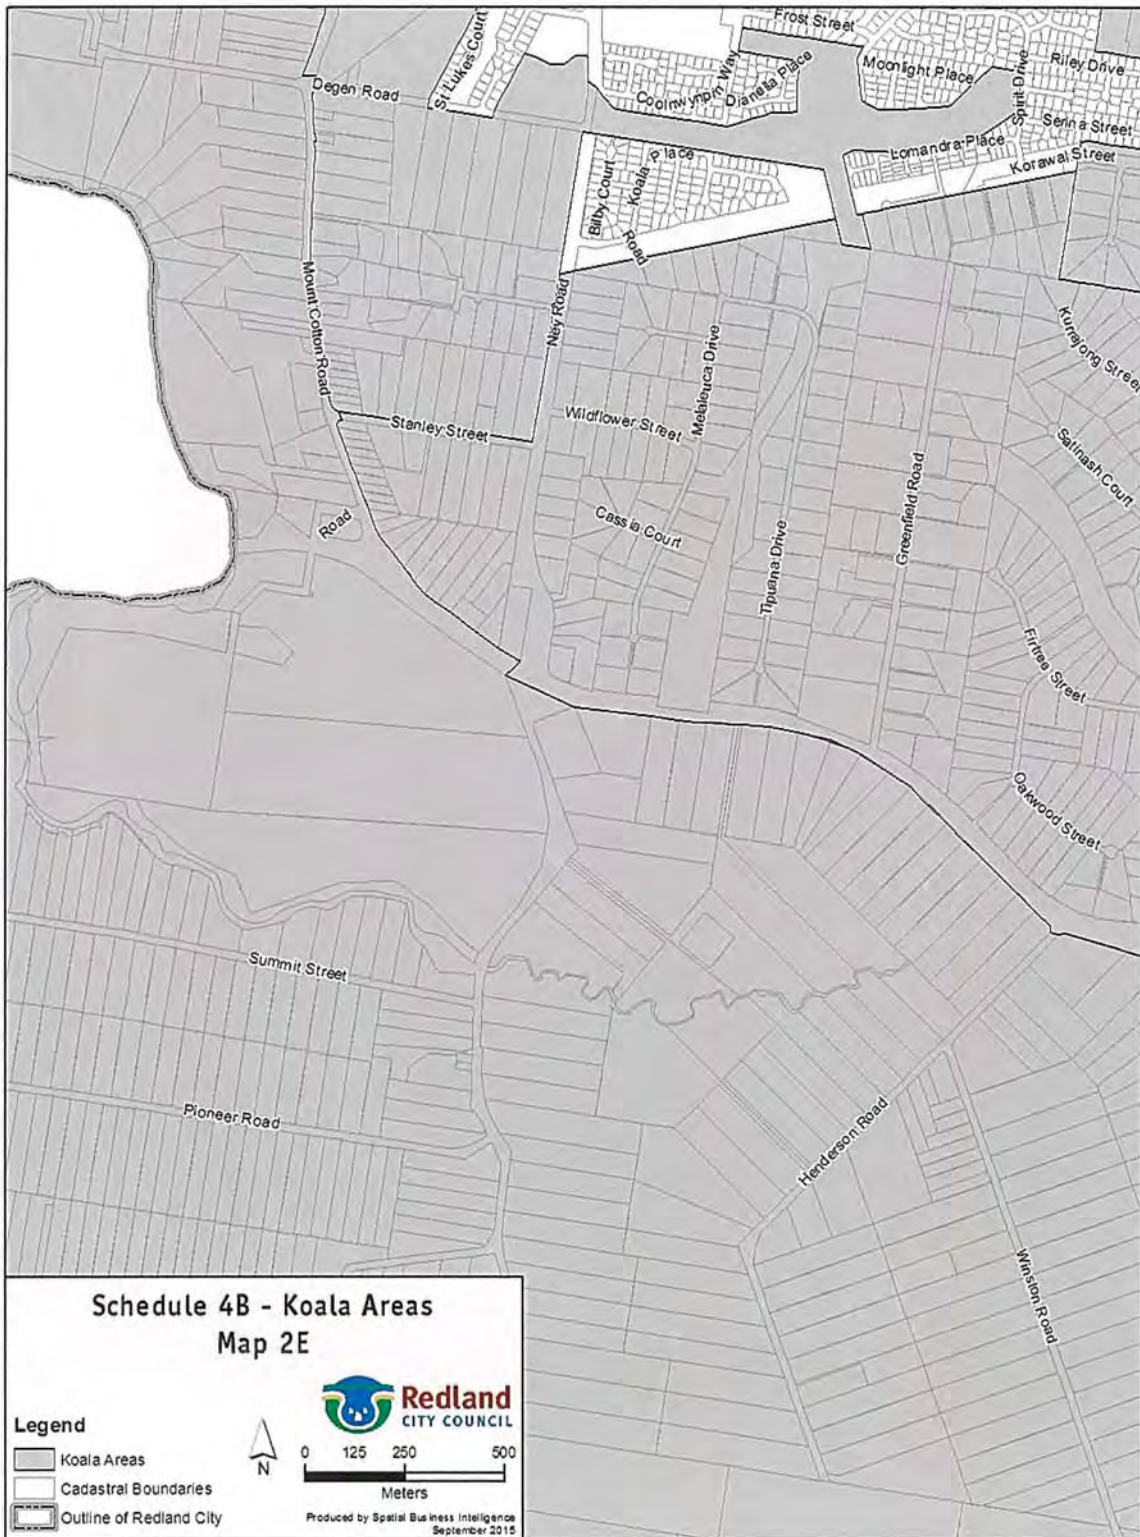 Frost Street
St Lukes Court
Degen Road
Coolnwynpin Way
Dianella Place
Moonlight Place
Spirit Drive
Riley Drive
Serina Street
Lomandra Place
Korawal Street
Bilby Court
Koala Place
Road
Mount Cotton Road
Ney Road
Melaleuca Drive
Kurrajong Street
Stanley Street
Wildflower Street
Satinash Court
Road
Cassia Court
Greenfield Road
Tipuana Drive
Firtree Street
Oakwood Street
Summit Street
Pioneer Road
Henderson Road
Winston Road
Schedule 4B - Koala Areas
Map 2E
Redland
CITY COUNCIL
Legend
Koala Areas
Cadastral Boundaries
Outline of Redland City
N
0 125 250 500
Meters
Produced by Spatial Business Intelligence
September 2015